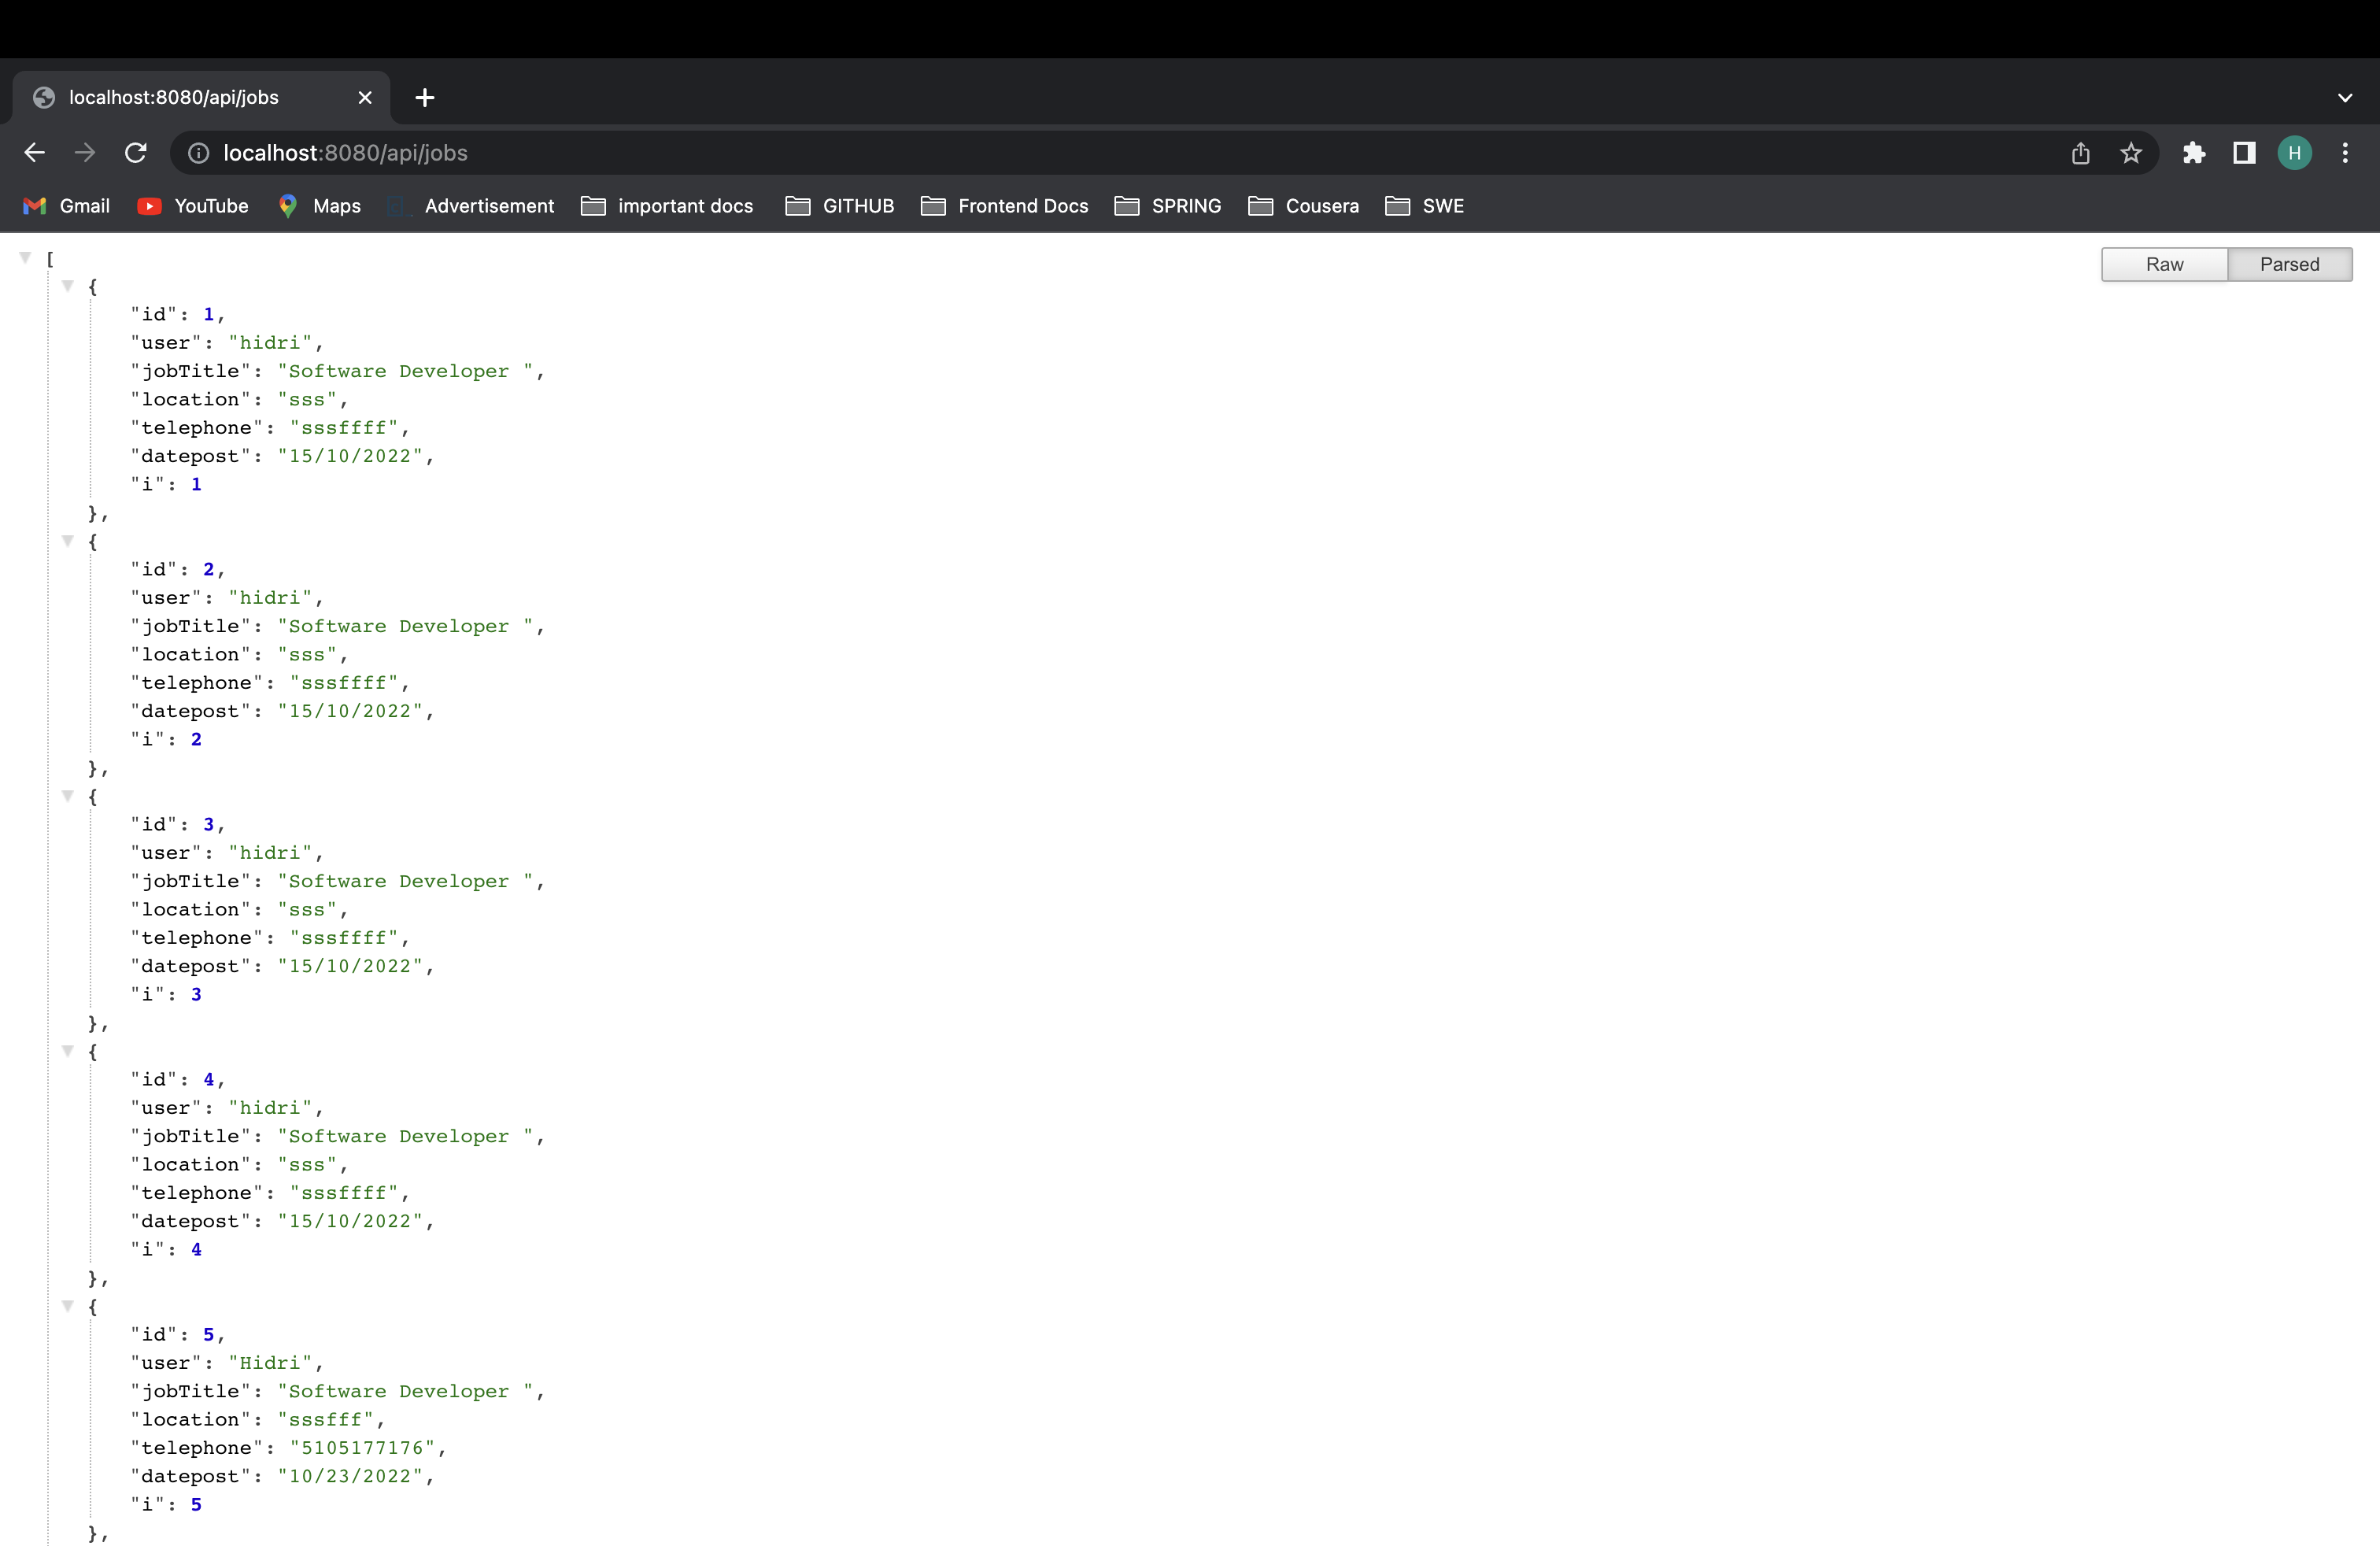 localhost:8080/api/jobs
localhost:8080/api/jobs
H
Gmail YouTube Maps Advertisement important docs GITHUB Frontend Docs SPRING Cousera SWE
Raw Parsed
[
{
"id": 1,
"user": "hidri",
"jobTitle": "Software Developer ",
"location": "sss",
"telephone": "sssffff",
"datepost": "15/10/2022",
"i": 1
},
{
"id": 2,
"user": "hidri",
"jobTitle": "Software Developer ",
"location": "sss",
"telephone": "sssffff",
"datepost": "15/10/2022",
"i": 2
},
{
"id": 3,
"user": "hidri",
"jobTitle": "Software Developer ",
"location": "sss",
"telephone": "sssffff",
"datepost": "15/10/2022",
"i": 3
},
{
"id": 4,
"user": "hidri",
"jobTitle": "Software Developer ",
"location": "sss",
"telephone": "sssffff",
"datepost": "15/10/2022",
"i": 4
},
{
"id": 5,
"user": "Hidri",
"jobTitle": "Software Developer ",
"location": "sssfff",
"telephone": "5105177176",
"datepost": "10/23/2022",
"i": 5
},